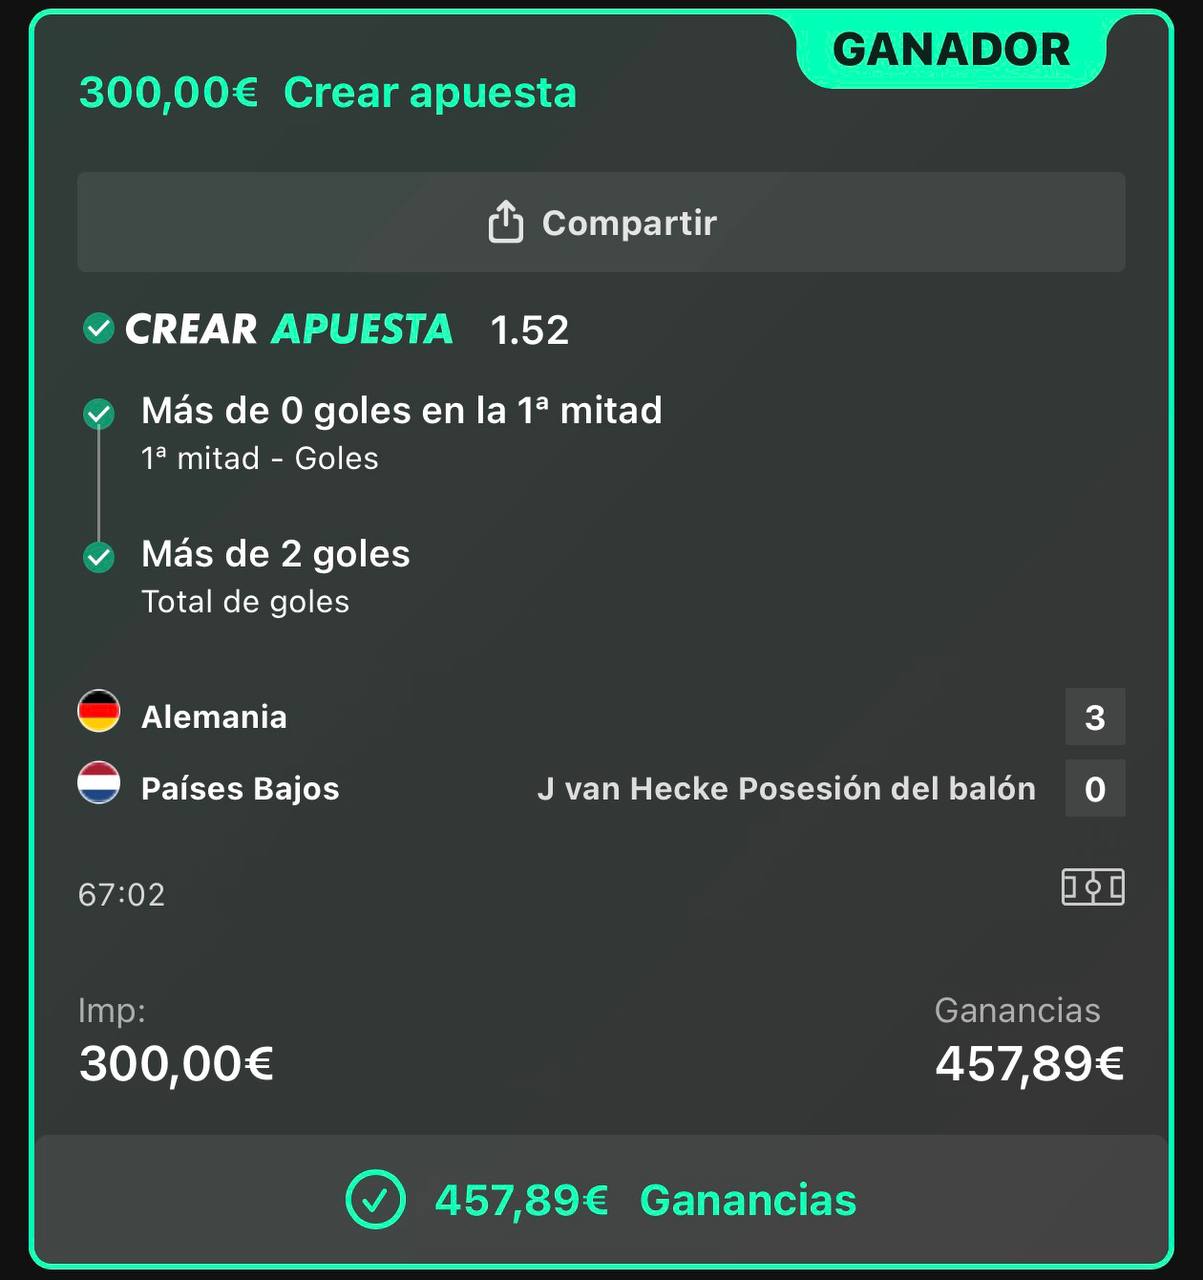 GANADOR
300,00€ Crear apuesta
Compartir
CREAR APUESTA 1.52
Más de 0 goles en la 1ª mitad
1ª mitad - Goles
Más de 2 goles
Total de goles
Alemania 3
Países Bajos J van Hecke Posesión del balón 0
67:02
Imp: Ganancias
300,00€ 457,89€
457,89€ Ganancias